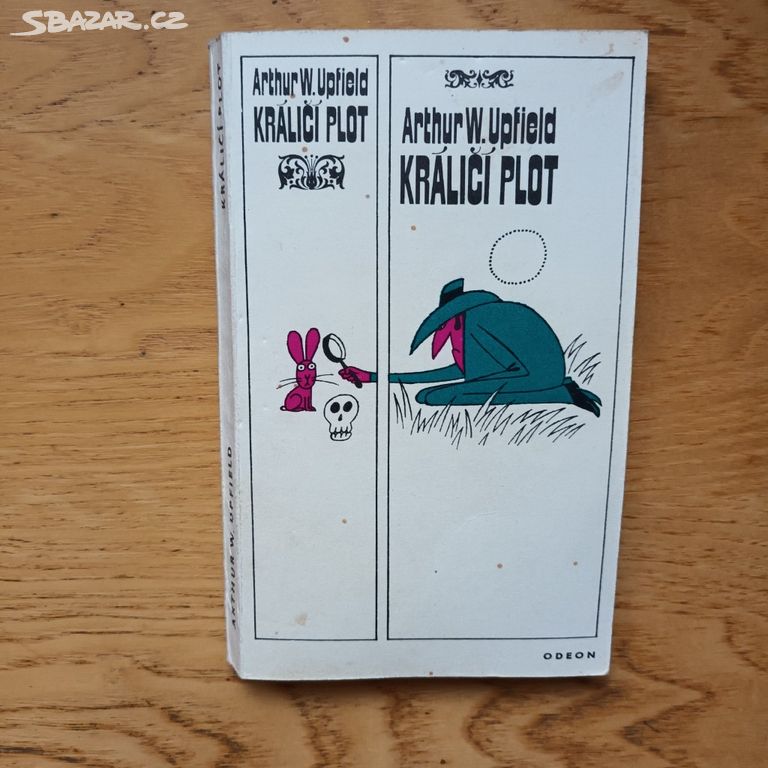 SBAZAR.CZ
KRÁLIČÍ PLOT
ARTHUR W. UPFIELD
Arthur W. Upfield
KRÁLIČÍ PLOT
Arthur W. Upfield
KRÁLIČÍ PLOT
ODEON